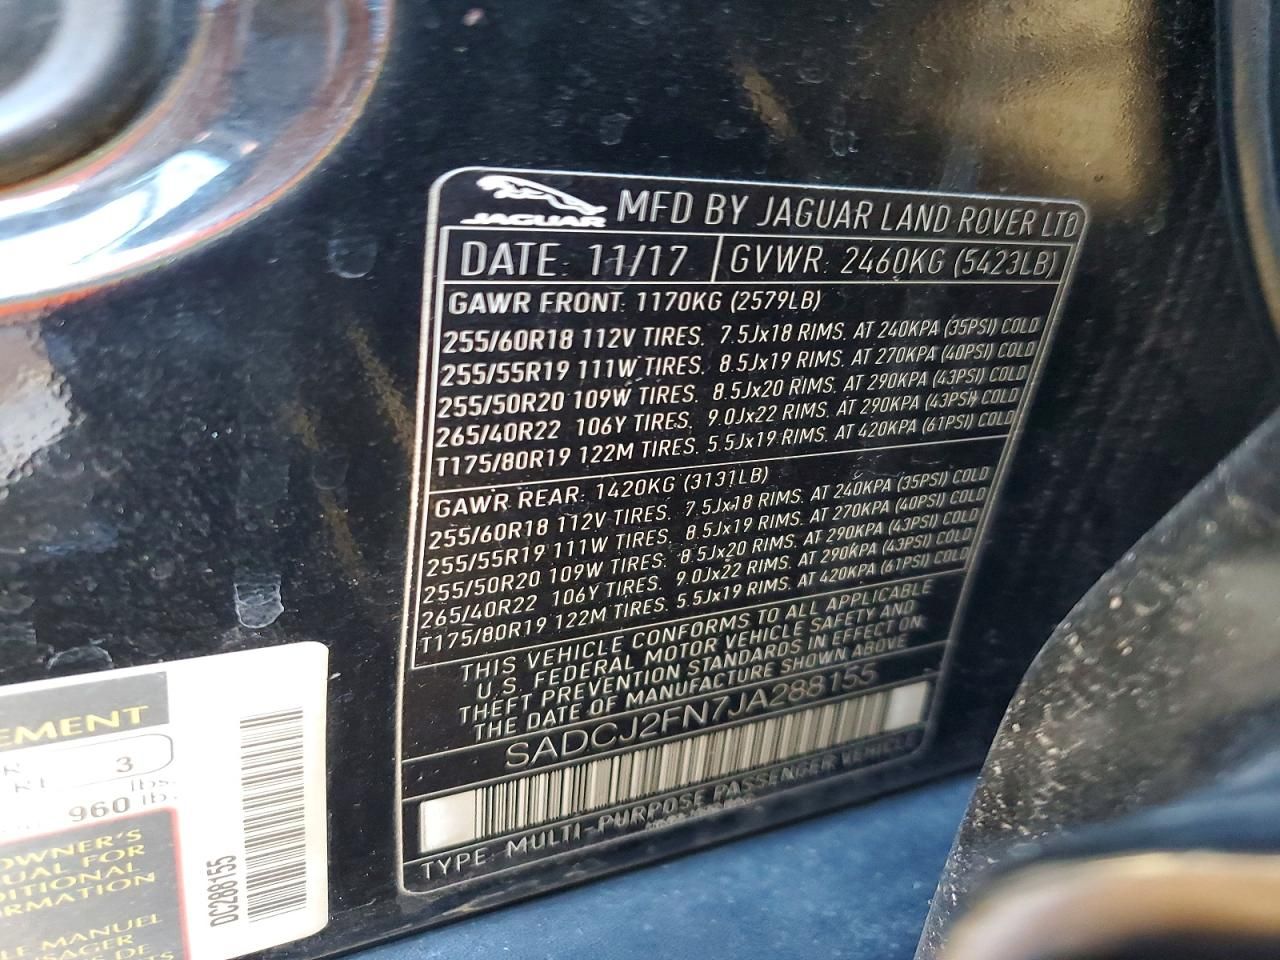 JAGUAR MFD BY JAGUAR LAND ROVER LTD
DATE: 11/17 GVWR: 2460KG (5423LB)
GAWR FRONT: 1170KG (2579LB)
255/60R18 112V TIRES. 7.5Jx18 RIMS. AT 240KPA (35PSI) COLD
255/55R19 111W TIRES. 8.5Jx19 RIMS. AT 270KPA (40PSI) COLD
255/50R20 109W TIRES. 8.5Jx20 RIMS. AT 290KPA (43PSI) COLD
265/40R22 106Y TIRES. 9.0Jx22 RIMS. AT 290KPA (43PSI) COLD
T175/80R19 122M TIRES. 5.5Jx19 RIMS. AT 420KPA (61PSI) COLD
GAWR REAR: 1420KG (3131LB)
255/60R18 112V TIRES. 7.5Jx18 RIMS. AT 240KPA (35PSI) COLD
255/55R19 111W TIRES. 8.5Jx19 RIMS. AT 270KPA (40PSI) COLD
255/50R20 109W TIRES. 8.5Jx20 RIMS. AT 290KPA (43PSI) COLD
265/40R22 106Y TIRES. 9.0Jx22 RIMS. AT 290KPA (43PSI) COLD
T175/80R19 122M TIRES. 5.5Jx19 RIMS. AT 420KPA (61PSI) COLD
THIS VEHICLE CONFORMS TO ALL APPLICABLE
U.S. FEDERAL MOTOR VEHICLE SAFETY AND
THEFT PREVENTION STANDARDS IN EFFECT ON
THE DATE OF MANUFACTURE SHOWN ABOVE
SADCJ2FN7JA288155
TYPE: MULTI-PURPOSE PASSENGER VEHICLE
EMENT
3
lbs.
960 lb
OWNER'S
UAL FOR
DITIONAL
ORMATION
LE MANUEL
USAGER
S DE
TS
DC288155